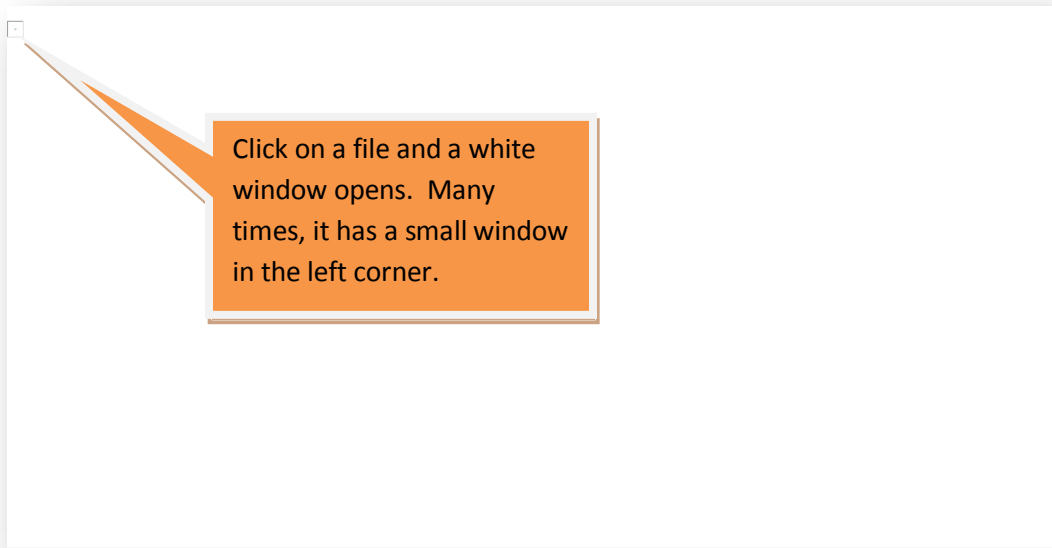 Click on a file and a white
window opens.  Many
times, it has a small window
in the left corner.